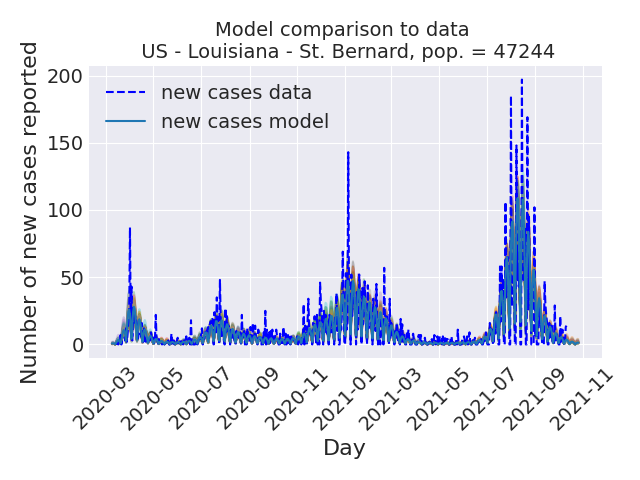 Model comparison to data
US - Louisiana - St. Bernard, pop. = 47244
Number of new cases reported
200
150
100
50
0
new cases data
new cases model
2020-03
2020-05
2020-07
2020-09
2020-11
2021-01
2021-03
2021-05
2021-07
2021-09
2021-11
Day